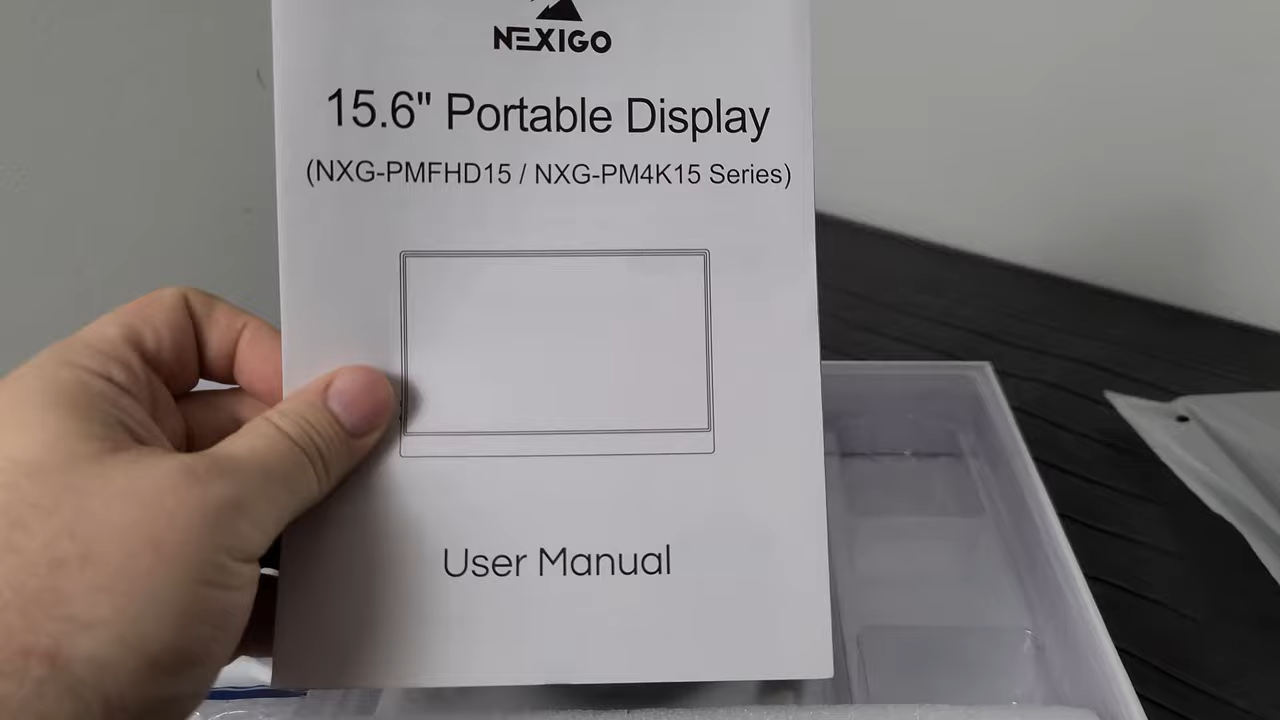 NEXIGO
15.6" Portable Display
(NXG-PMFHD15 / NXG-PM4K15 Series)
User Manual